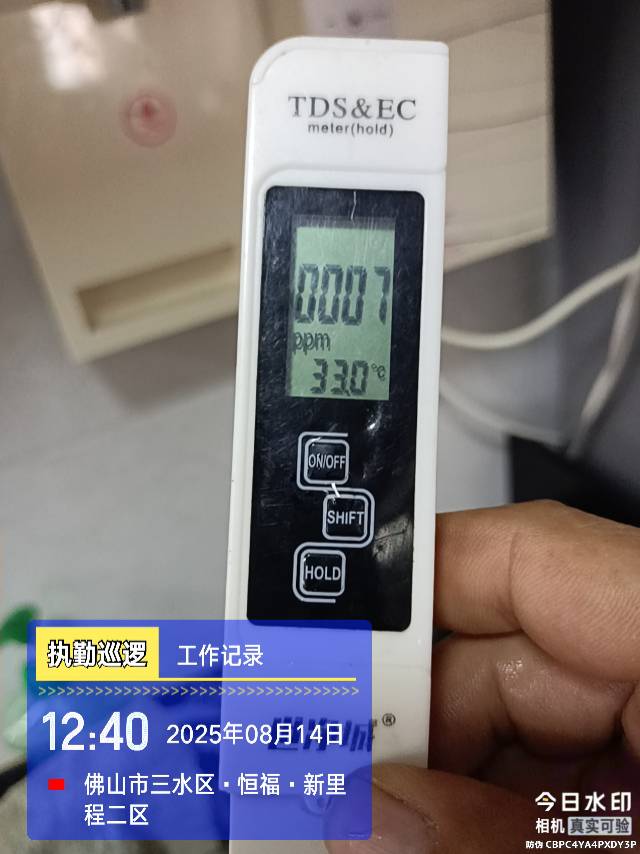 TDS&EC
meter(hold)
0007
ppm
33.0°C
ON/OFF
SHIFT
HOLD
执勤巡逻 工作记录
12:40 2025年08月14日
佛山市三水区·恒福·新里
程二区
今日水印
相机 真实可验
防伪 CBPC4YA4PXDY3P